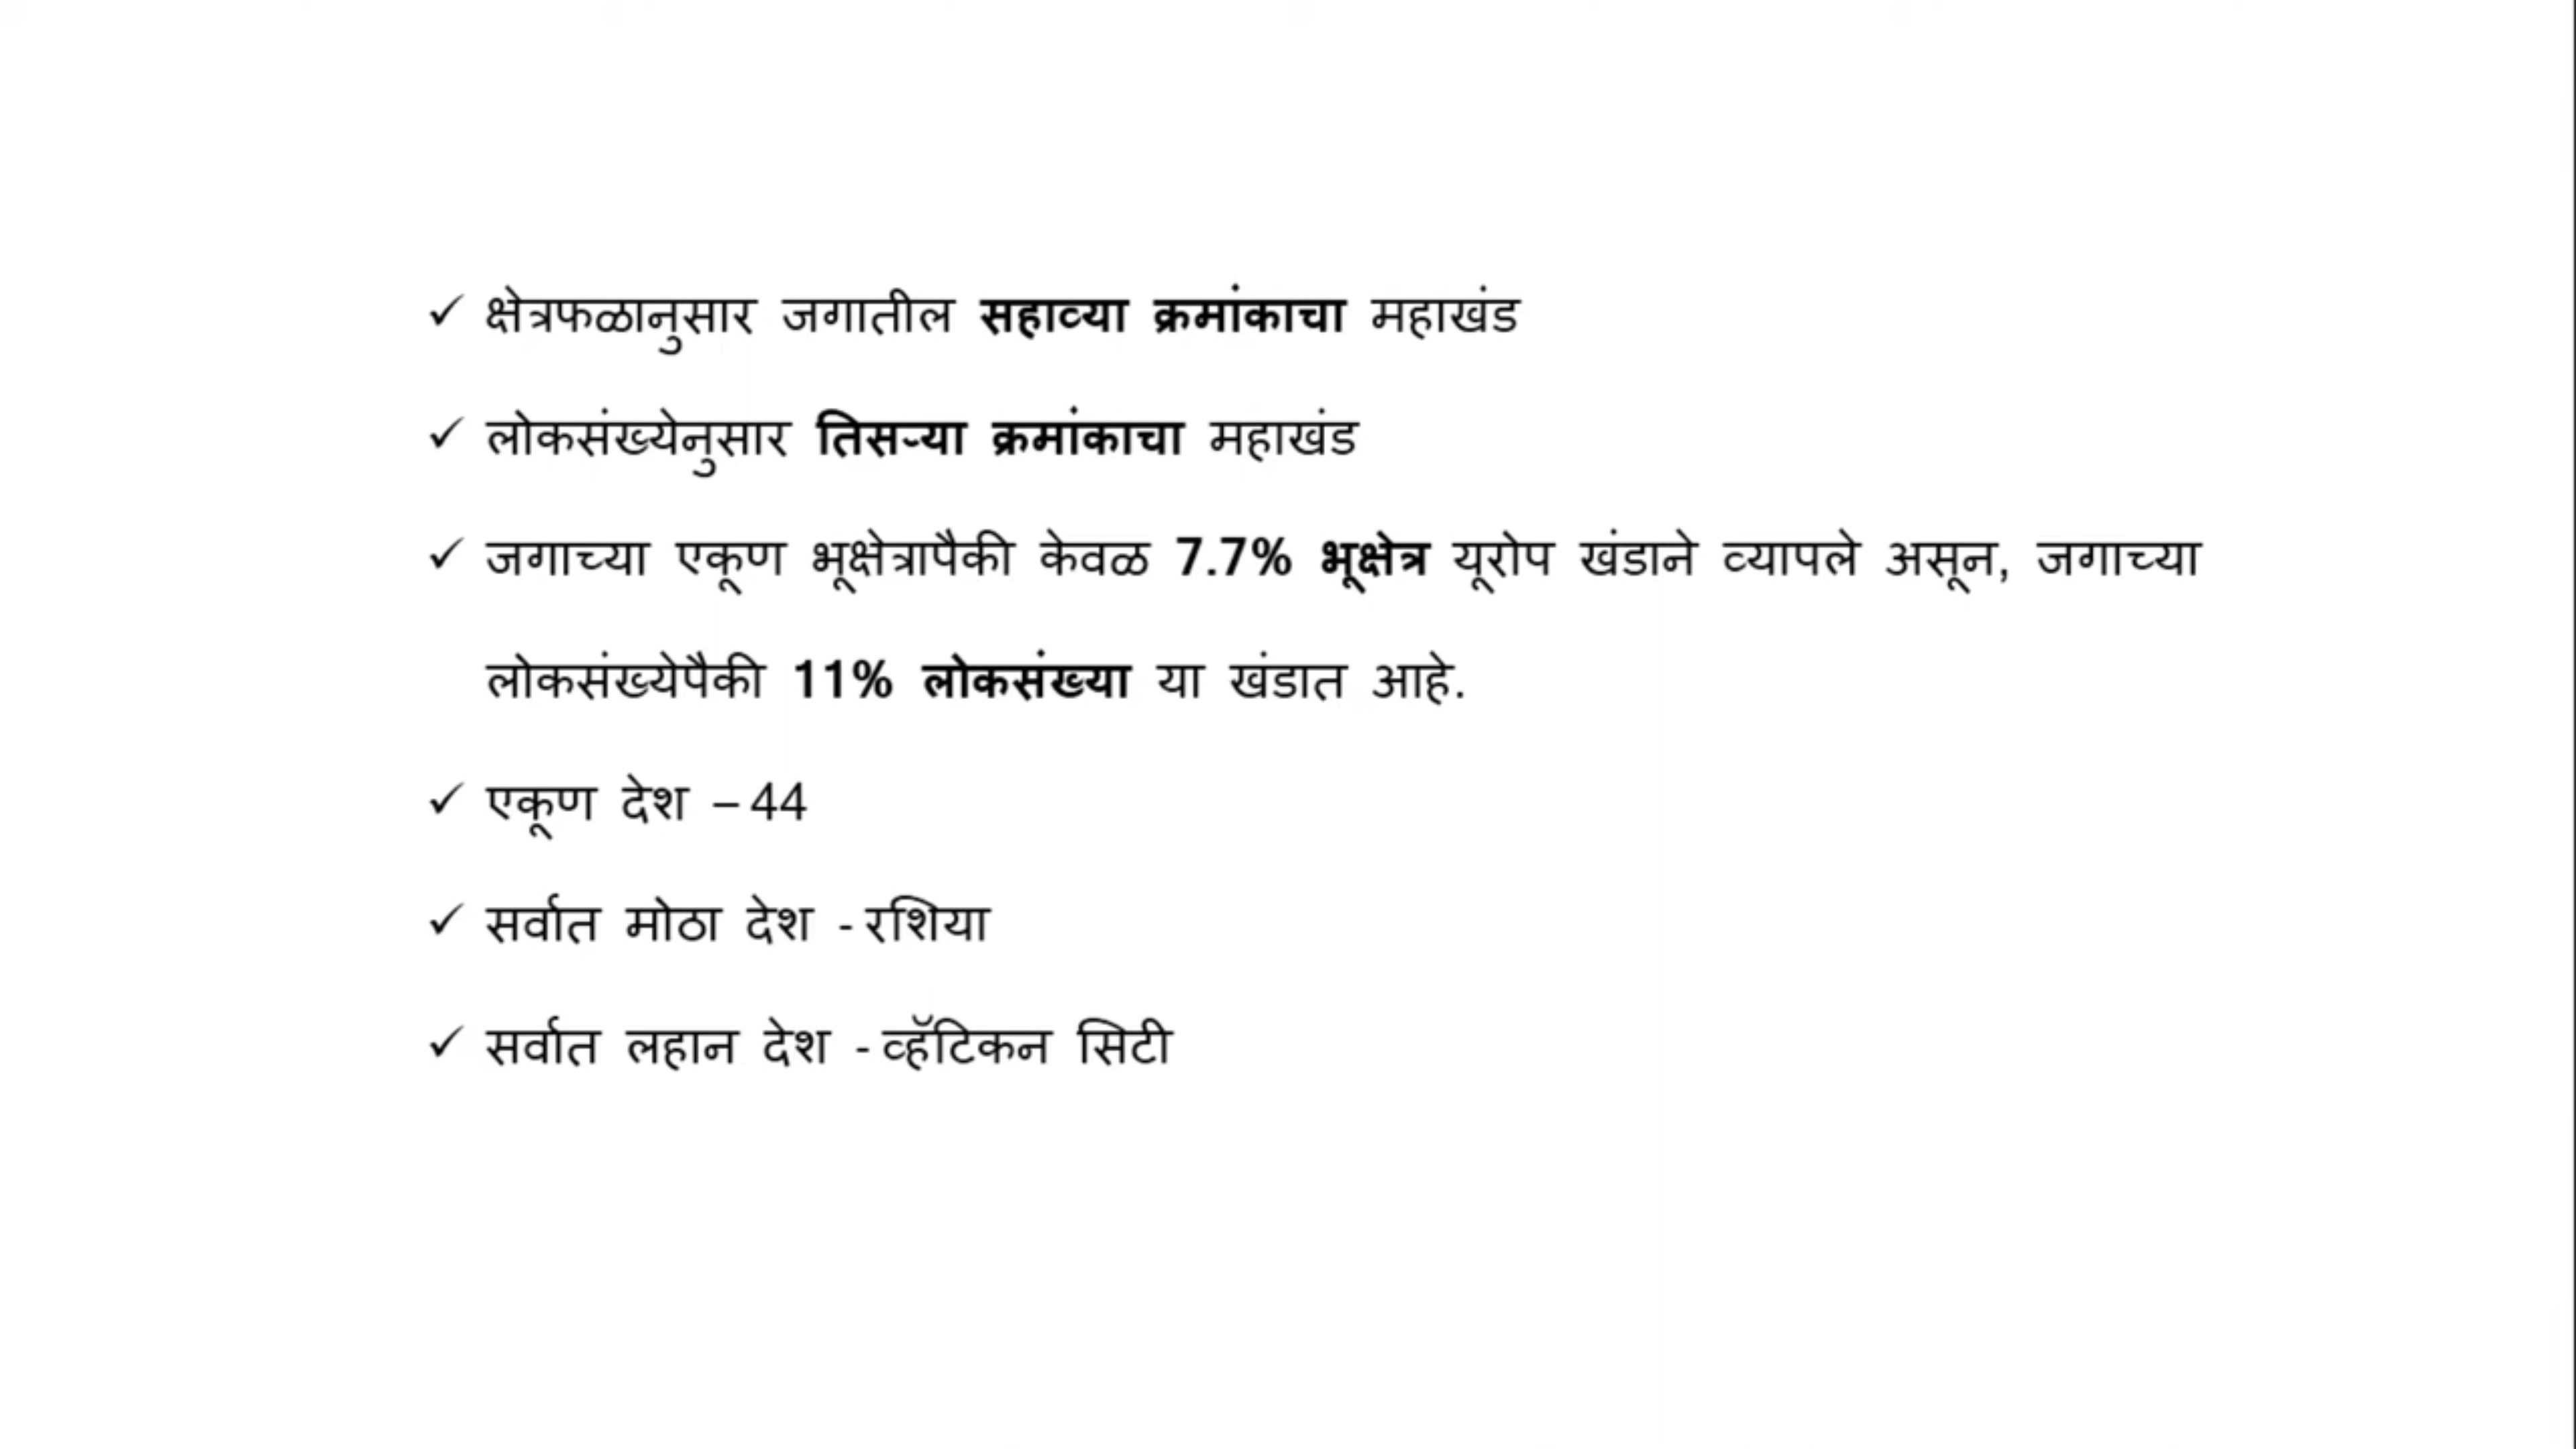 ✓ क्षेत्रफळानुसार जगातील सहाव्या क्रमांकाचा महाखंड
✓ लोकसंख्येनुसार तिसऱ्या क्रमांकाचा महाखंड
✓ जगाच्या एकूण भूक्षेत्रापैकी केवळ 7.7% भूक्षेत्र यूरोप खंडाने व्यापले असून, जगाच्या
लोकसंख्येपैकी 11% लोकसंख्या या खंडात आहे.
✓ एकूण देश – 44
✓ सर्वात मोठा देश - रशिया
✓ सर्वात लहान देश - व्हॅटिकन सिटी